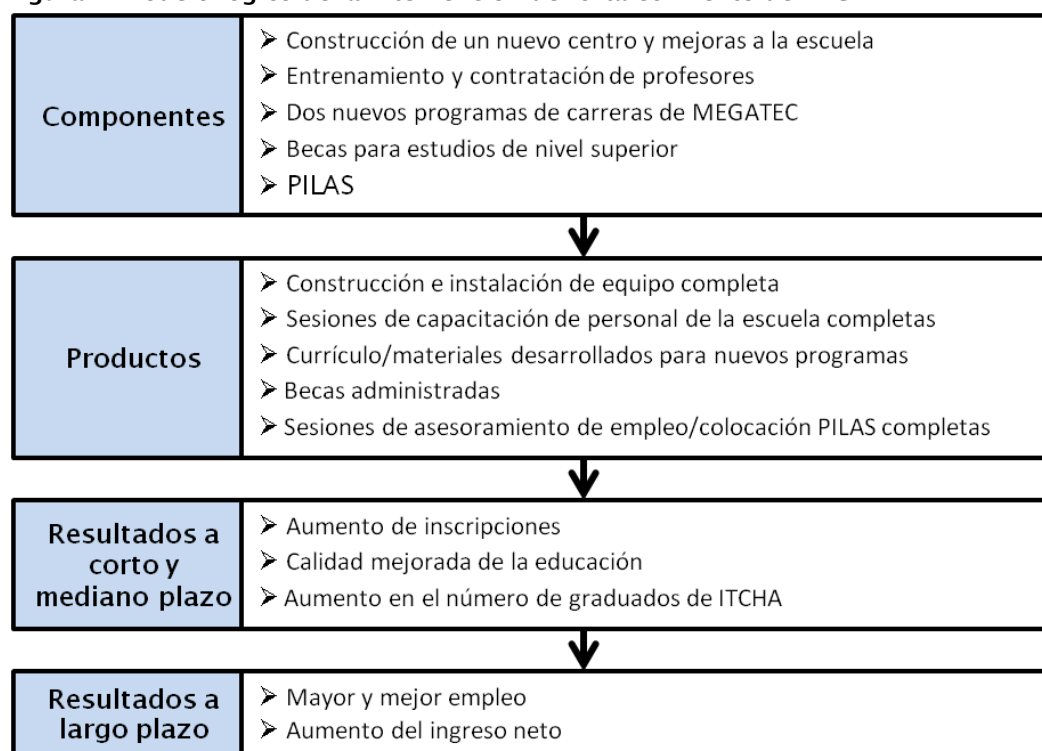 Componentes
➤ Construcción de un nuevo centro y mejoras a la escuela
➤ Entrenamiento y contratación de profesores
➤ Dos nuevos programas de carreras de MEGATEC
➤ Becas para estudios de nivel superior
➤ PILAS
Productos
➤ Construcción e instalación de equipo completa
➤ Sesiones de capacitación de personal de la escuela completas
➤ Currículo/materiales desarrollados para nuevos programas
➤ Becas administradas
➤ Sesiones de asesoramiento de empleo/colocación PILAS completas
Resultados a
corto y
mediano plazo
➤ Aumento de inscripciones
➤ Calidad mejorada de la educación
➤ Aumento en el número de graduados de ITCHA
Resultados a
largo plazo
➤ Mayor y mejor empleo
➤ Aumento del ingreso neto